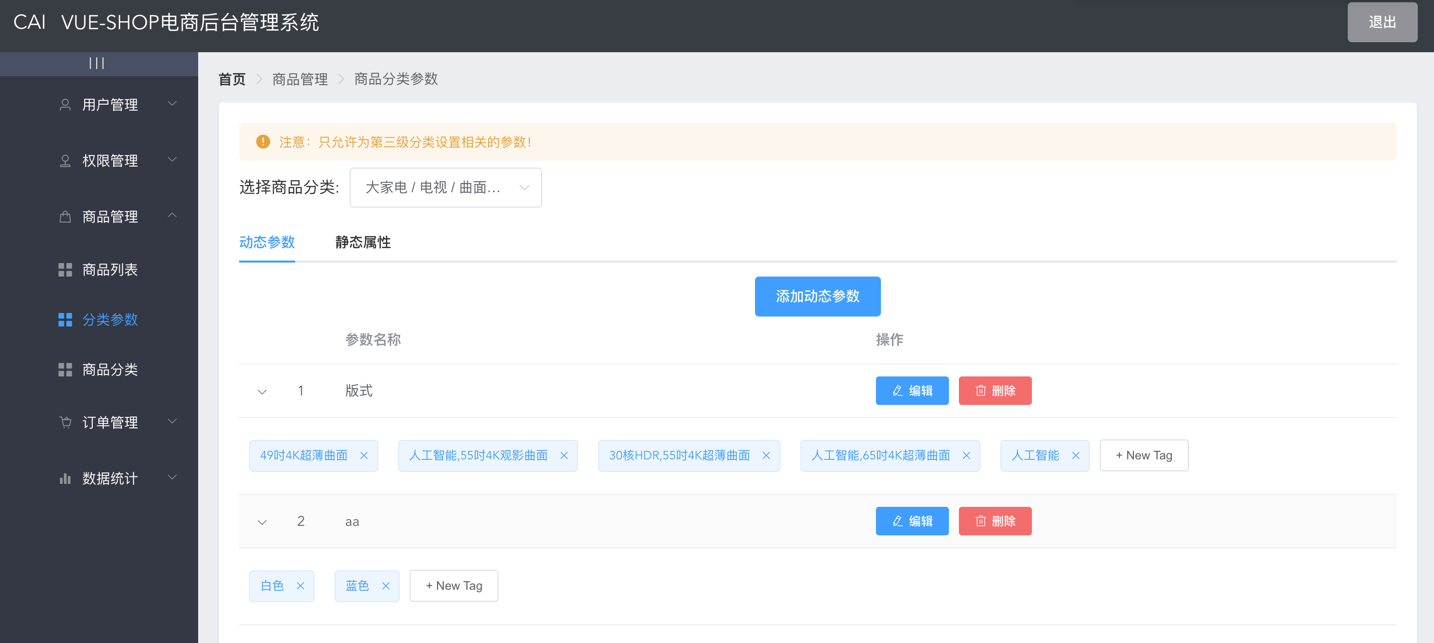 CAI VUE-SHOP电商后台管理系统
退出
|||
用户管理
权限管理
商品管理
商品列表
分类参数
商品分类
订单管理
数据统计
首页 > 商品管理 > 商品分类参数
注意：只允许为第三级分类设置相关的参数！
选择商品分类: 大家电 / 电视 / 曲面...
动态参数 静态属性
添加动态参数
参数名称 操作
1 版式 编辑 删除
49吋4K超薄曲面 × 人工智能,55吋4K观影曲面 × 30核HDR,55吋4K超薄曲面 × 人工智能,65吋4K超薄曲面 × 人工智能 × + New Tag
2 aa 编辑 删除
白色 × 蓝色 × + New Tag